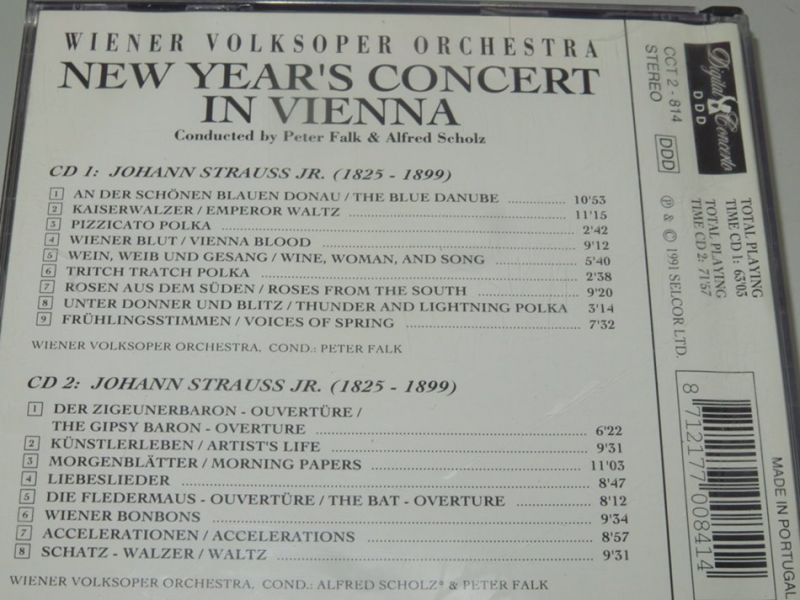 WIENER VOLKSOPER ORCHESTRA
NEW YEAR'S CONCERT
IN VIENNA
Conducted by Peter Falk & Alfred Scholz
CD 1: JOHANN STRAUSS JR. (1825 - 1899)
1 AN DER SCHÖNEN BLAUEN DONAU / THE BLUE DANUBE 10'53
2 KAISERWALZER / EMPEROR WALTZ 11'15
3 PIZZICATO POLKA 2'42
4 WIENER BLUT / VIENNA BLOOD 9'12
5 WEIN, WEIB UND GESANG / WINE, WOMAN, AND SONG 5'40
6 TRITCH TRATCH POLKA 2'38
7 ROSEN AUS DEM SÜDEN / ROSES FROM THE SOUTH 9'20
8 UNTER DONNER UND BLITZ / THUNDER AND LIGHTNING POLKA 3'14
9 FRÜHLINGSSTIMMEN / VOICES OF SPRING 7'32
WIENER VOLKSOPER ORCHESTRA, COND.: PETER FALK
CD 2: JOHANN STRAUSS JR. (1825 - 1899)
1 DER ZIGEUNERBARON - OUVERTÜRE /
THE GIPSY BARON - OVERTURE 6'22
2 KÜNSTLERLEBEN / ARTIST'S LIFE 9'31
3 MORGENBLÄTTER / MORNING PAPERS 11'03
4 LIEBESLIEDER 8'47
5 DIE FLEDERMAUS - OUVERTÜRE / THE BAT - OVERTURE 8'12
6 WIENER BONBONS 9'34
7 ACCELERATIONEN / ACCELERATIONS 8'57
8 SCHATZ - WALZER / WALTZ 9'31
WIENER VOLKSOPER ORCHESTRA, COND.: ALFRED SCHOLZ* & PETER FALK
Digital Concerto
DDD
CCT 2 - 814
STEREO
DDD
℗ & © 1991 SELCOR LTD.
TOTAL PLAYING
TIME CD 1: 63'03
TOTAL PLAYING
TIME CD 2: 71'57
8 712177 008414
MADE IN PORTUGAL